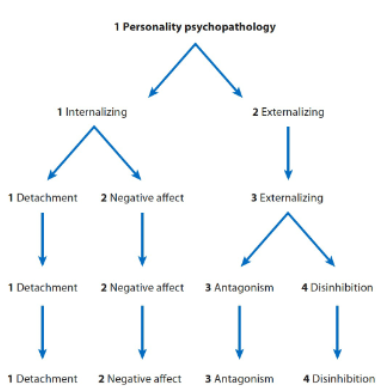 1 Personality psychopathology
1 Internalizing 2 Externalizing
1 Detachment 2 Negative affect 3 Externalizing
1 Detachment 2 Negative affect 3 Antagonism 4 Disinhibition
1 Detachment 2 Negative affect 3 Antagonism 4 Disinhibition